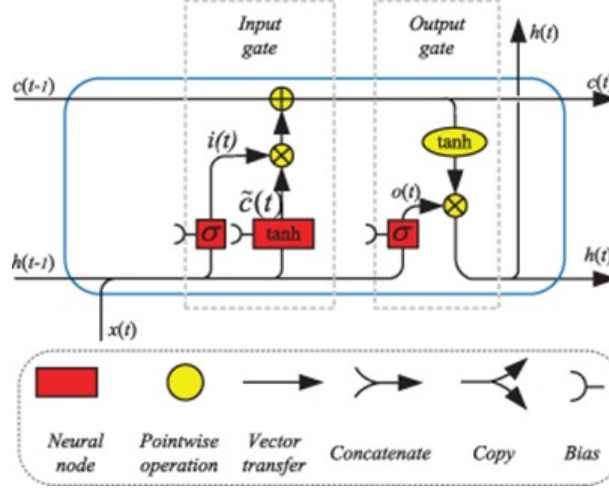 Input
gate
Output
gate
h(t)
c(t-1)
c(t)
i(t)
tanh
c̃(t)
o(t)
σ
tanh
σ
h(t-1)
h(t)
x(t)
Neural
node
Pointwise
operation
Vector
transfer
Concatenate
Copy
Bias